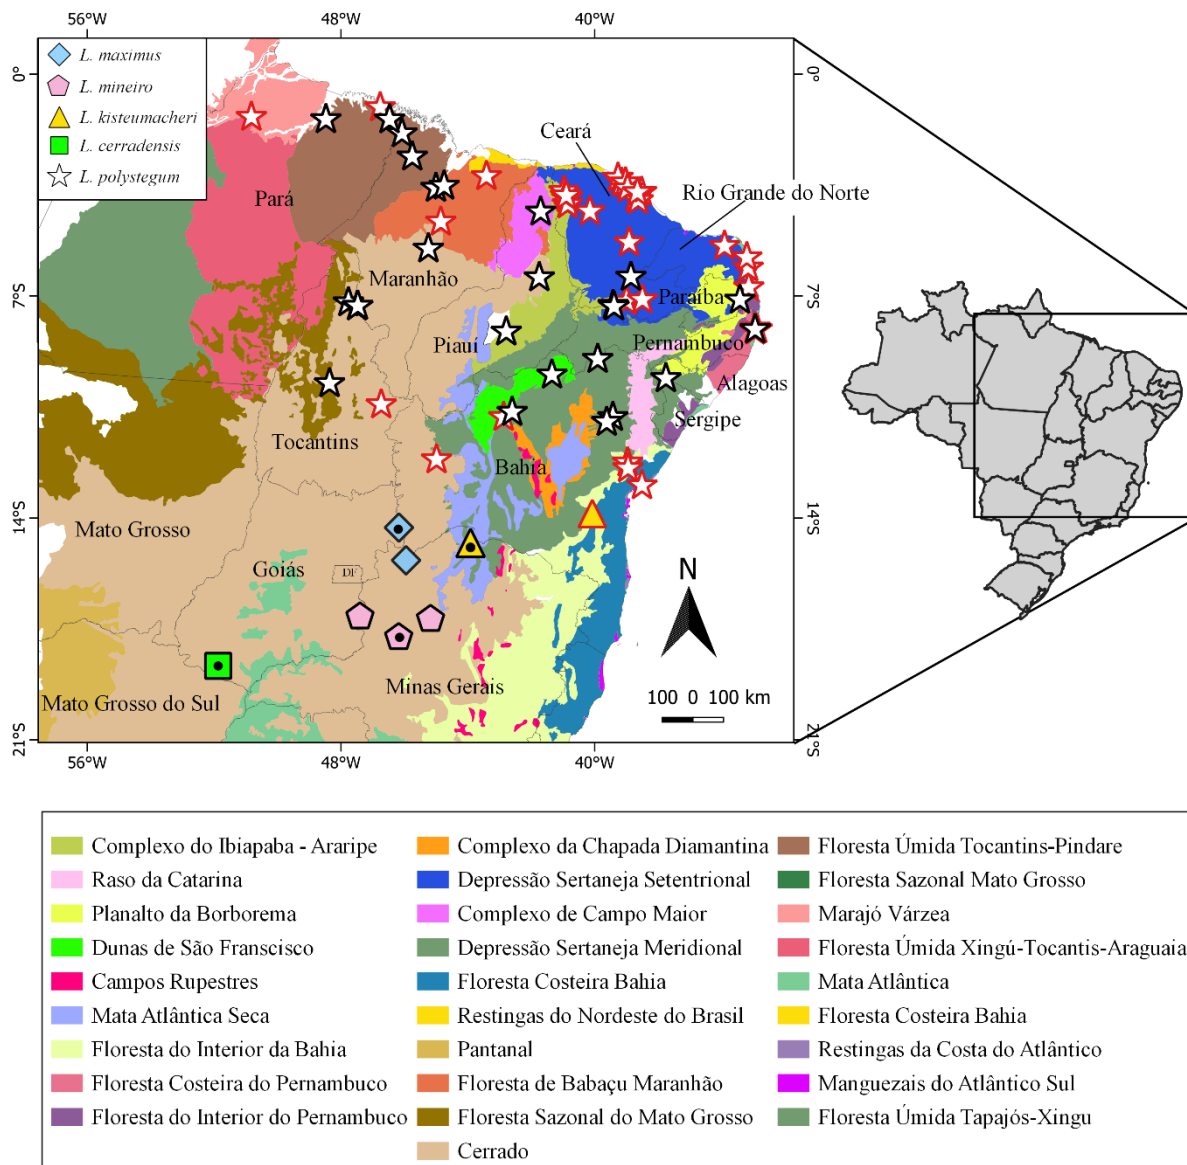 56°W 48°W 40°W
L. maximus
L. mineiro
L. kisteumacheri
L. cerradensis
L. polystegum
0°
0°
Ceará
Rio Grande do Norte
Pará
Maranhão
7°S
7°S
Paraíba
Piauí
Pernambuco
Alagoas
Sergipe
Tocantins
Bahia
14°S
14°S
Mato Grosso
Goiás
DF
N
Minas Gerais
Mato Grosso do Sul
100 0 100 km
21°S
21°S
56°W 48°W 40°W
Complexo do Ibiapaba - Araripe
Raso da Catarina
Planalto da Borborema
Dunas de São Franscisco
Campos Rupestres
Mata Atlântica Seca
Floresta do Interior da Bahia
Floresta Costeira do Pernambuco
Floresta do Interior do Pernambuco
Complexo da Chapada Diamantina
Depressão Sertaneja Setentrional
Complexo de Campo Maior
Depressão Sertaneja Meridional
Floresta Costeira Bahia
Restingas do Nordeste do Brasil
Pantanal
Floresta de Babaçu Maranhão
Floresta Sazonal do Mato Grosso
Cerrado
Floresta Úmida Tocantins-Pindare
Floresta Sazonal Mato Grosso
Marajó Várzea
Floresta Úmida Xingú-Tocantis-Araguaia
Mata Atlântica
Floresta Costeira Bahia
Restingas da Costa do Atlântico
Manguezais do Atlântico Sul
Floresta Úmida Tapajós-Xingu